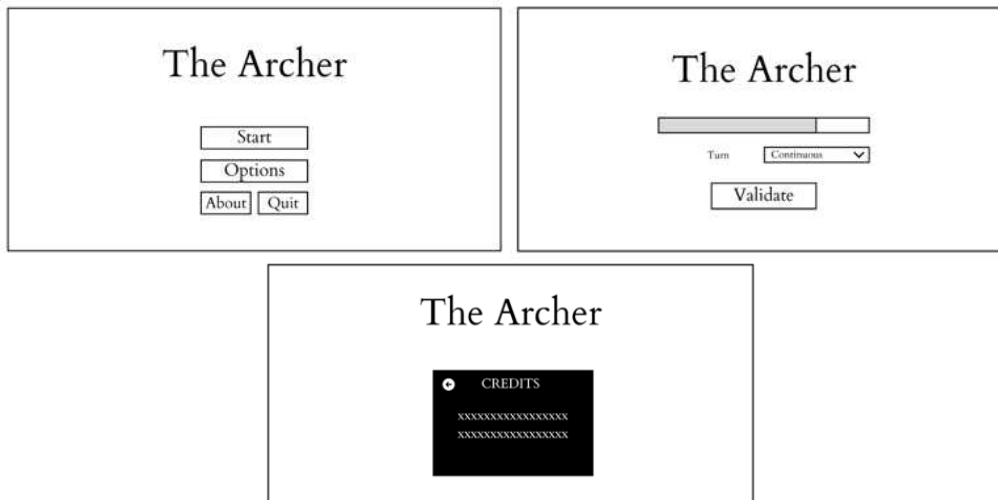 The Archer
Start
Options
About Quit
The Archer
Turn Continuous
Validate
The Archer
CREDITS
xxxxxxxxxxxxxxxxx
xxxxxxxxxxxxxxxxx